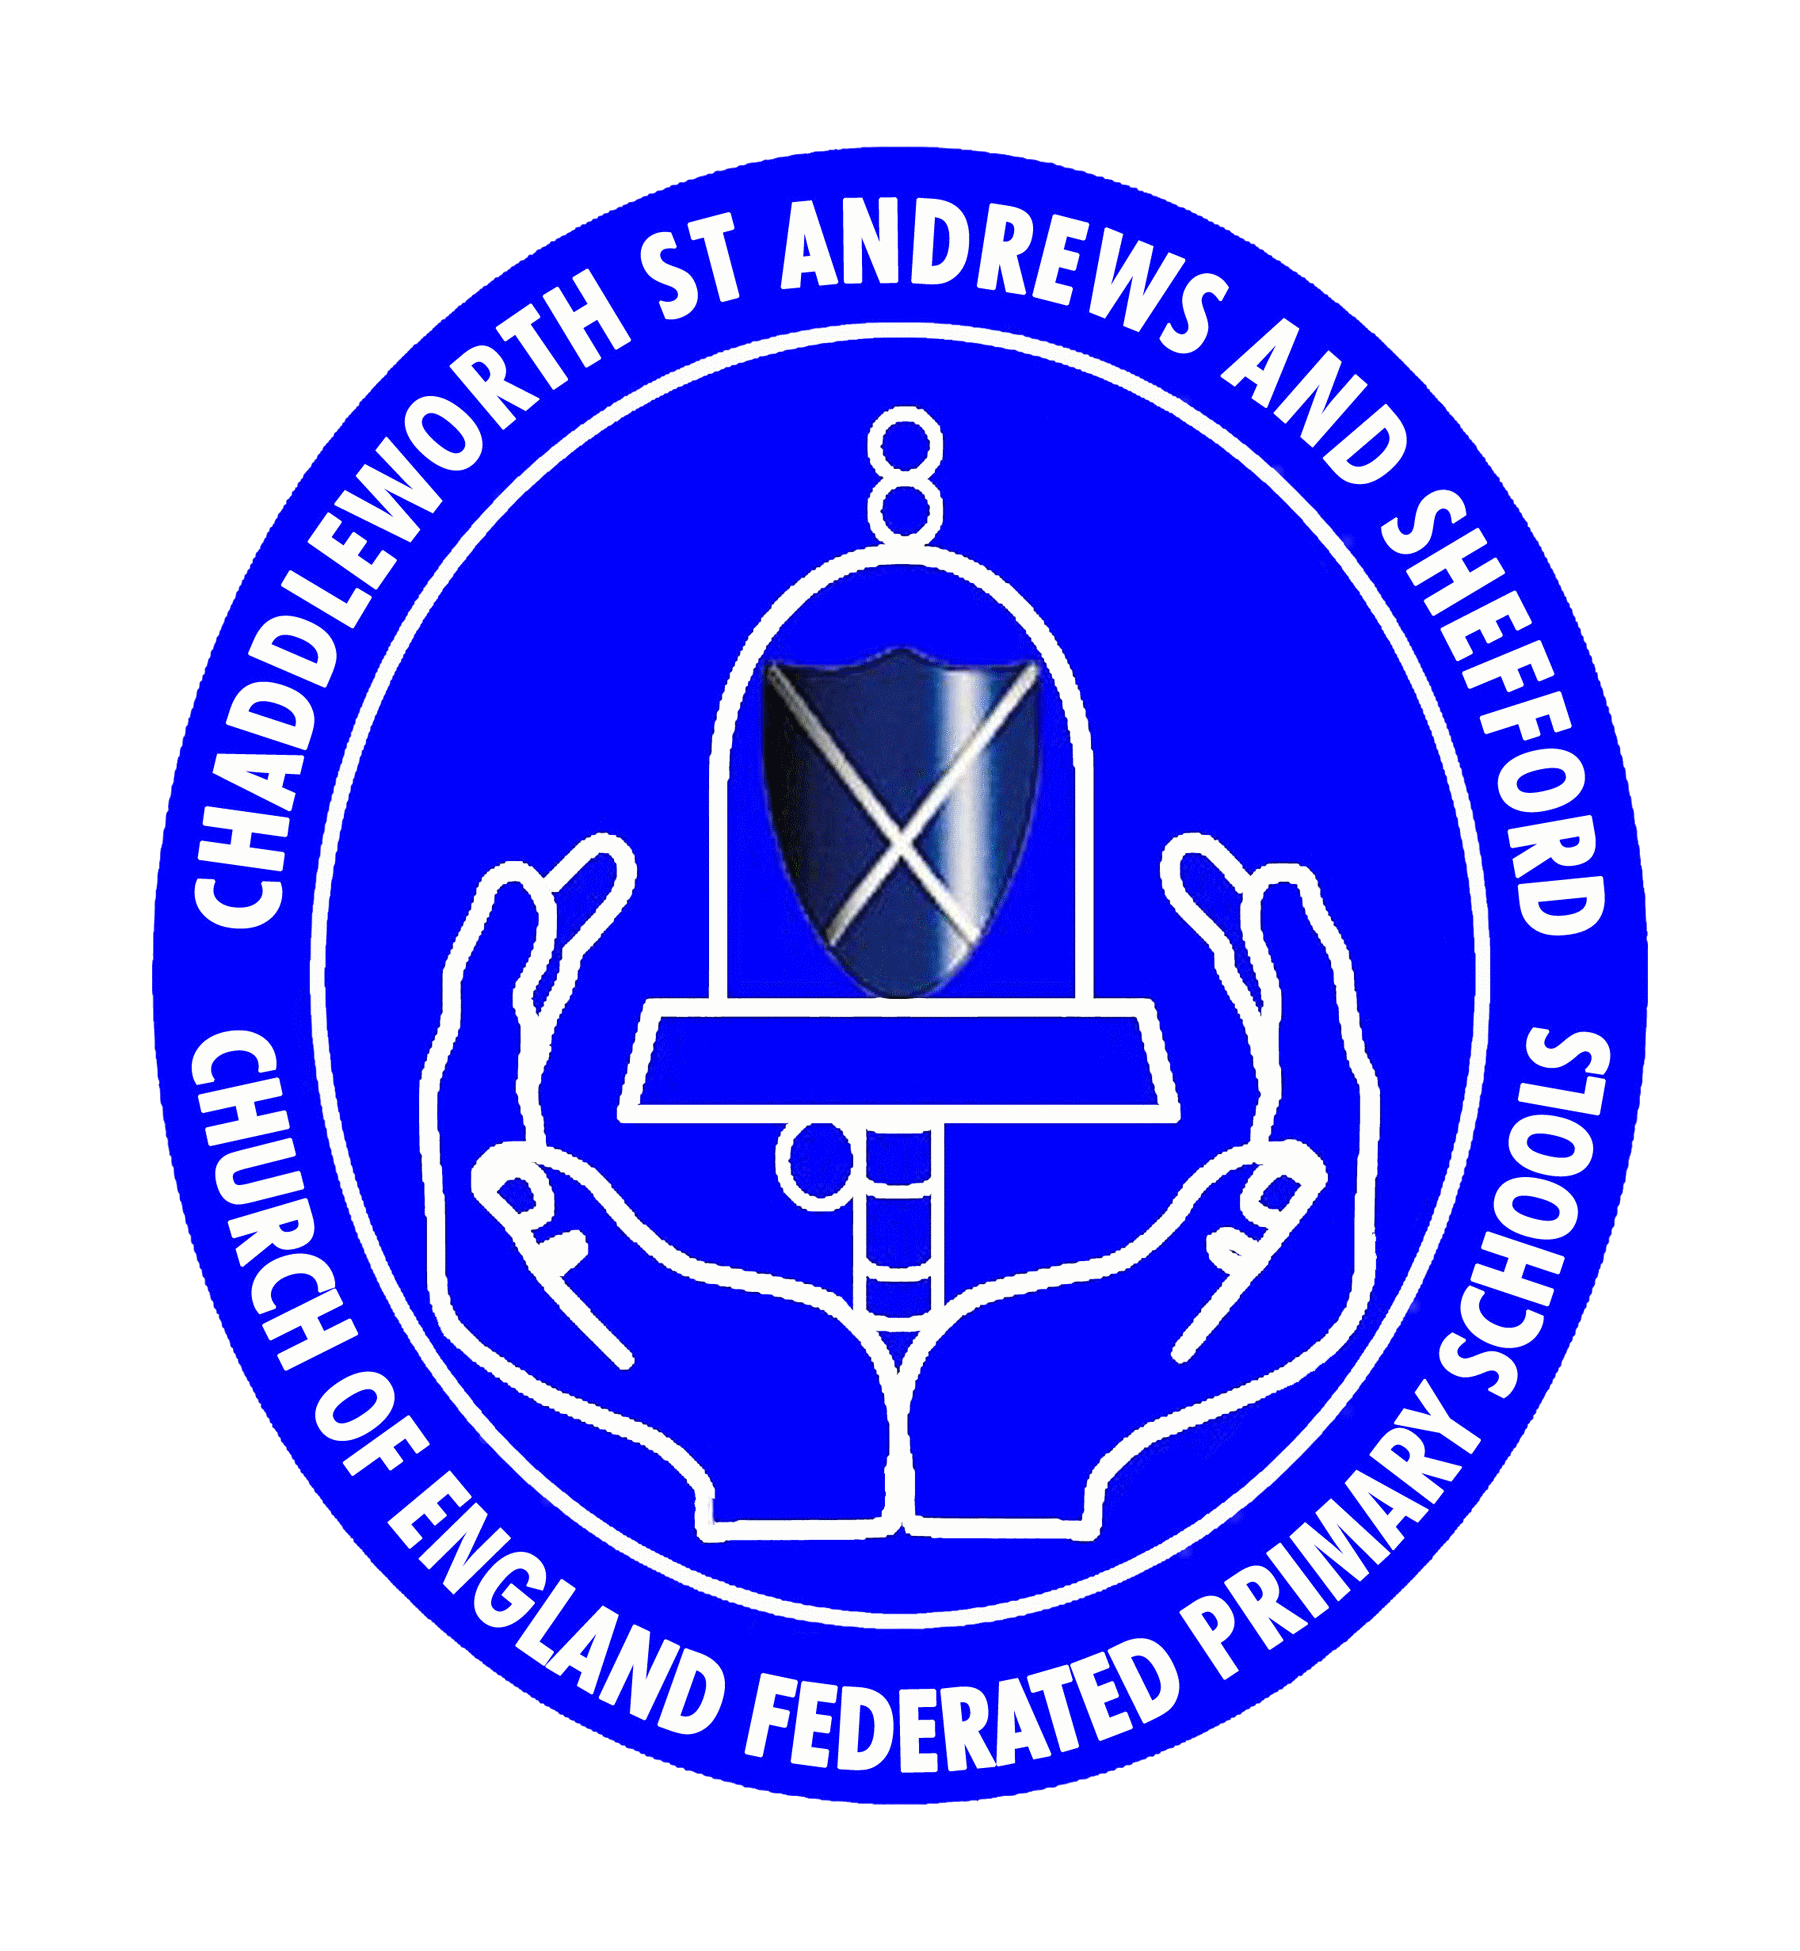 CHADDLEWORTH ST ANDREWS AND SHEFFORD
CHURCH OF ENGLAND FEDERATED PRIMARY SCHOOLS